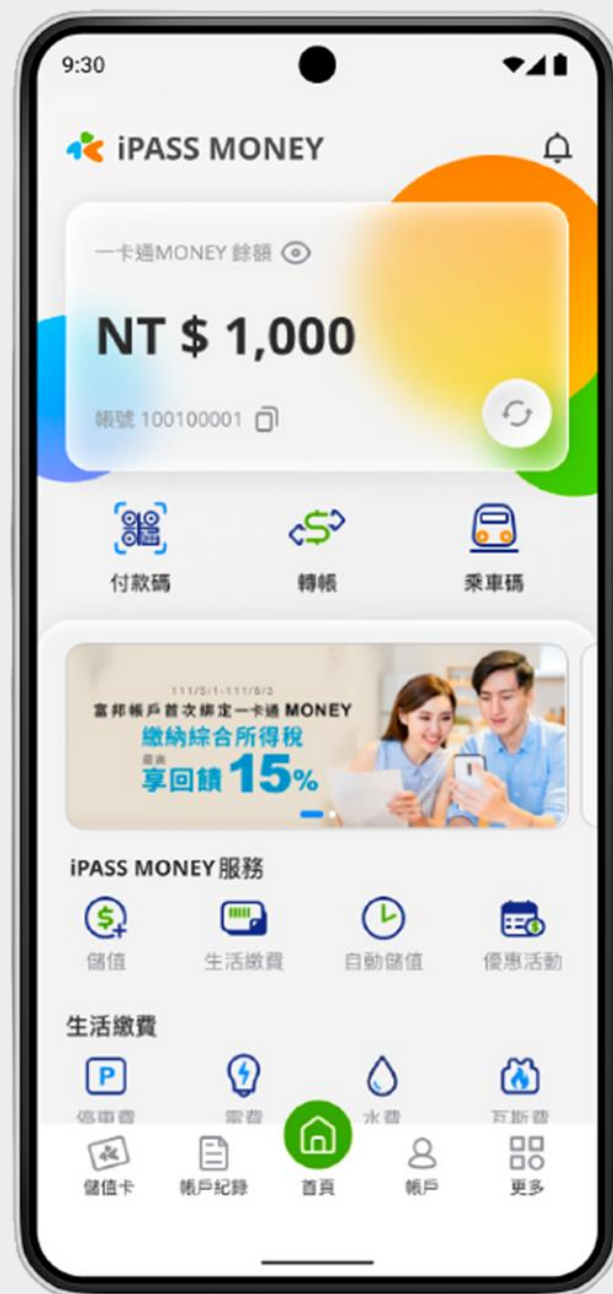 9:30
iPASS MONEY
一卡通MONEY 餘額
NT $ 1,000
帳號 100100001
付款碼 轉帳 乘車碼
111/5/1-111/6/3
富邦帳戶首次綁定一卡通 MONEY
繳納綜合所得稅
最高
享回饋 15%
iPASS MONEY 服務
儲值 生活繳費 自動儲值 優惠活動
生活繳費
P
停車費 電費 水費 瓦斯費
儲值卡 帳戶紀錄 首頁 帳戶 更多